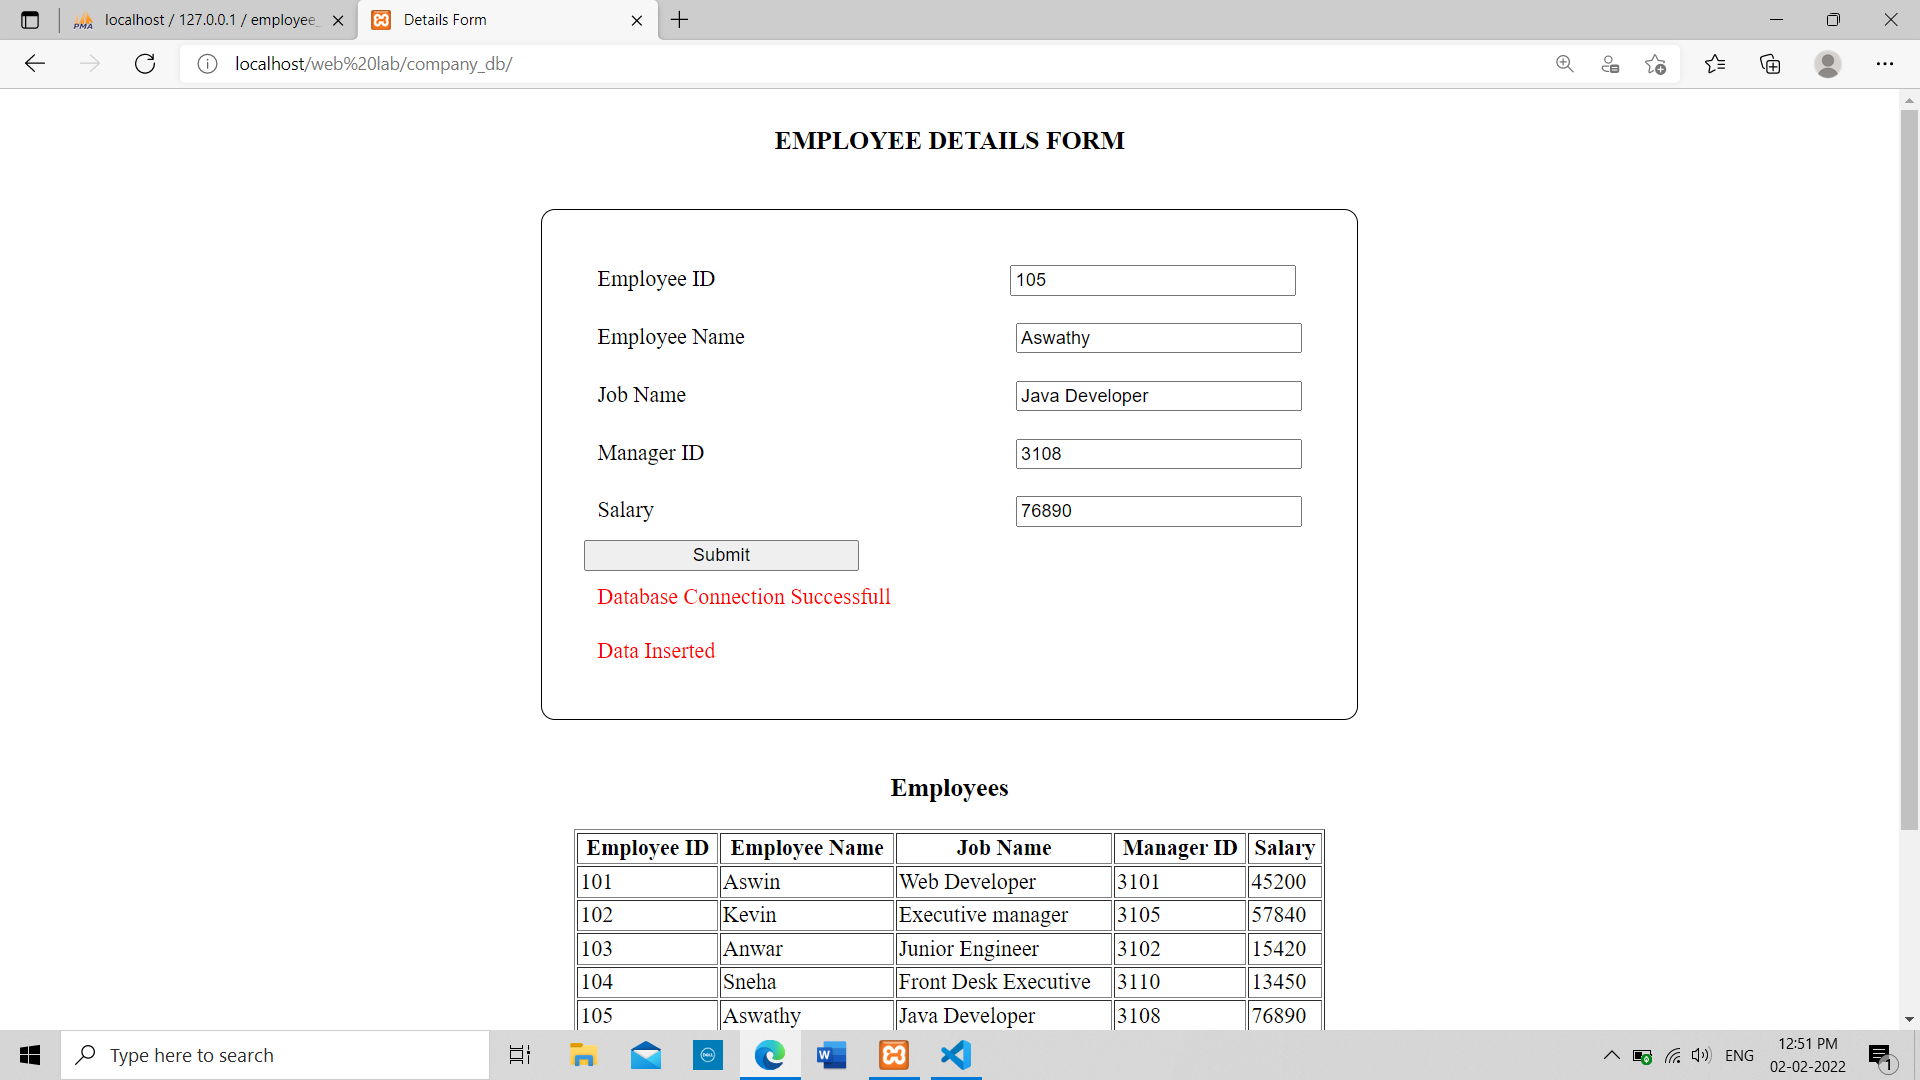 localhost / 127.0.0.1 / employee_
Details Form
localhost/web%20lab/company_db/
EMPLOYEE DETAILS FORM
Employee ID 105
Employee Name Aswathy
Job Name Java Developer
Manager ID 3108
Salary 76890
Submit
Database Connection Successfull
Data Inserted
Employees
Employee ID Employee Name Job Name Manager ID Salary
101 Aswin Web Developer 3101 45200
102 Kevin Executive manager 3105 57840
103 Anwar Junior Engineer 3102 15420
104 Sneha Front Desk Executive 3110 13450
105 Aswathy Java Developer 3108 76890
Type here to search
ENG
12:51 PM
02-02-2022
1